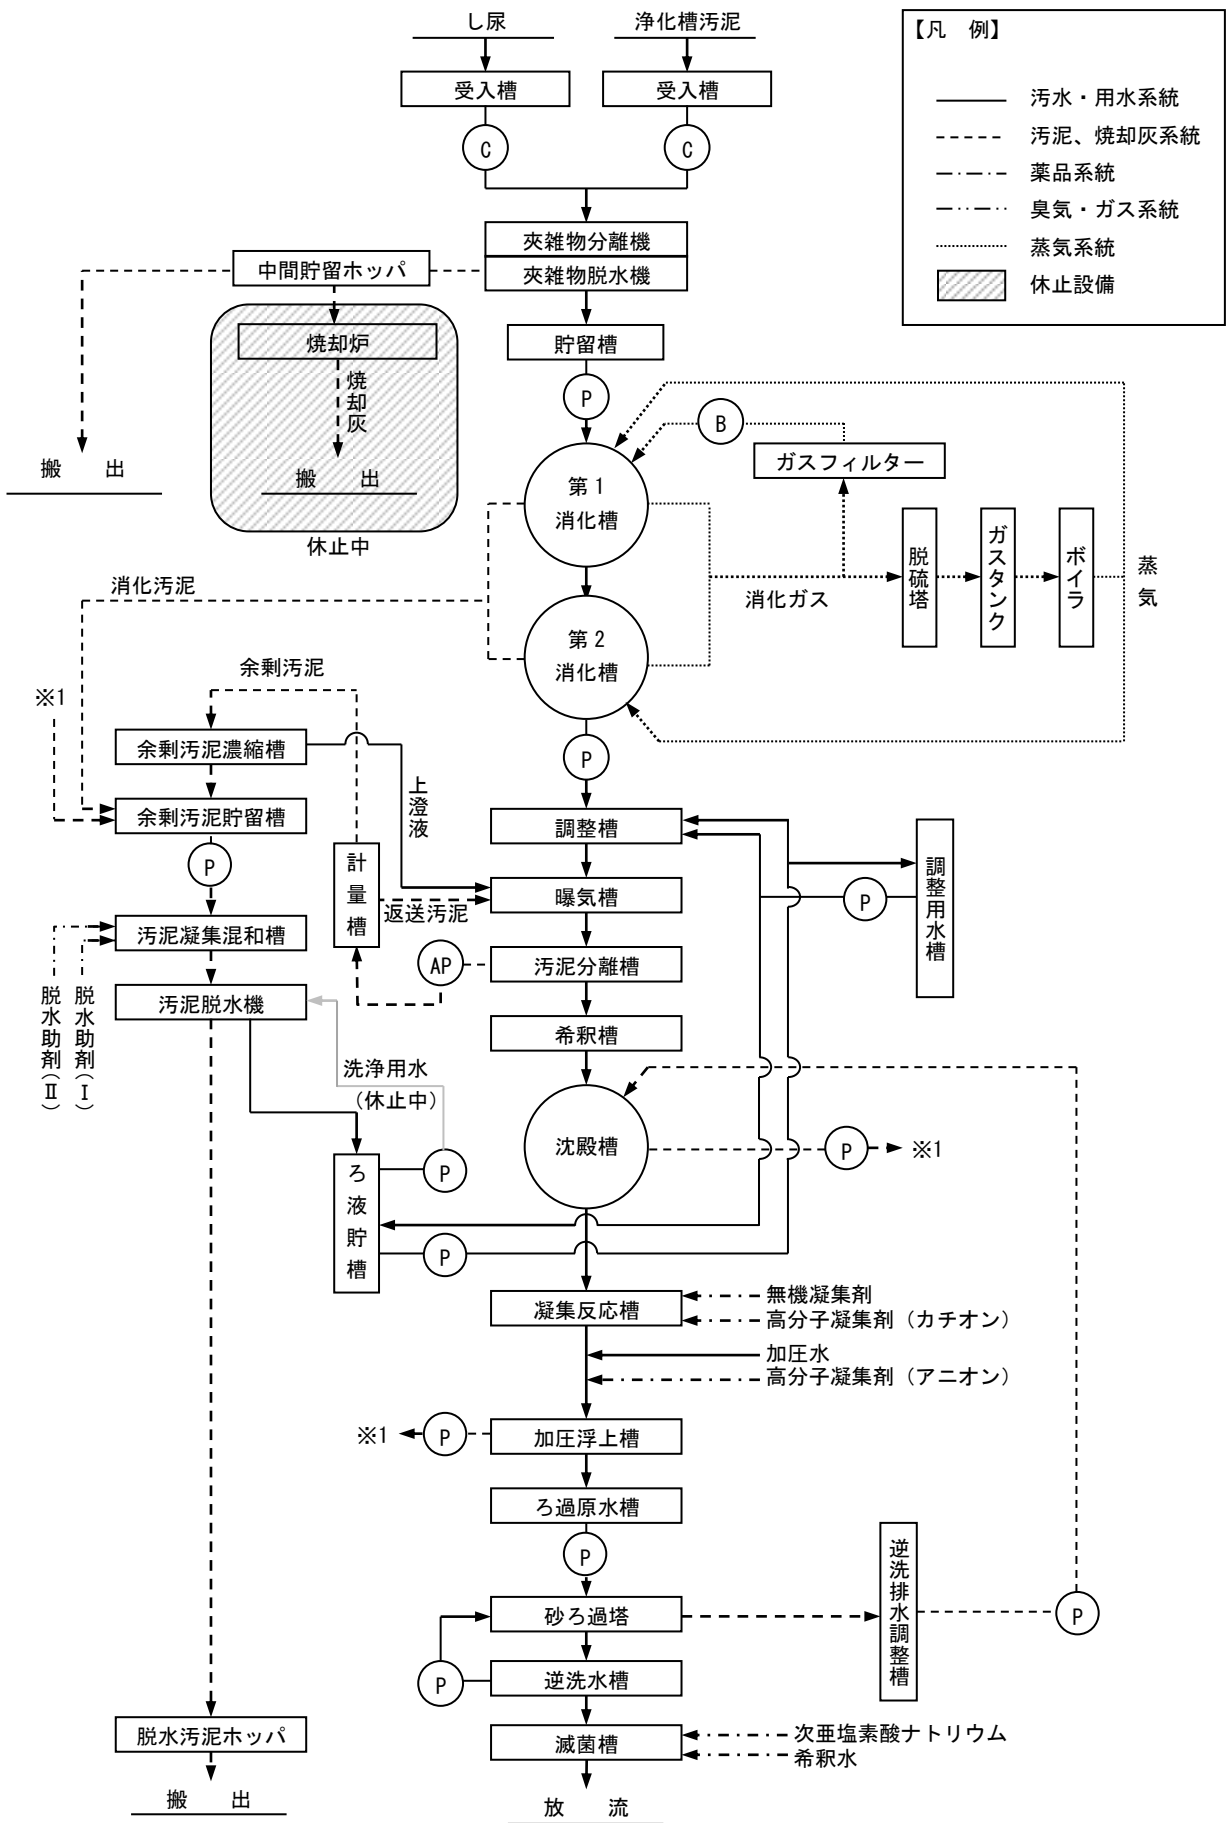 し尿
浄化槽汚泥
【凡　例】
受入槽
受入槽
汚水・用水系統
汚泥、焼却灰系統
薬品系統
臭気・ガス系統
蒸気系統
休止設備
C
C
夾雑物分離機
夾雑物脱水機
中間貯留ホッパ
焼却炉
焼却灰
搬　出
休止中
搬　出
貯留槽
P
B
ガスフィルター
第1
消化槽
消化ガス
脱硫塔
ガスタンク
ボイラ
蒸気
消化汚泥
第2
消化槽
余剰汚泥
※1
P
余剰汚泥濃縮槽
上澄液
余剰汚泥貯留槽
調整槽
P
計量槽
曝気槽
返送汚泥
P
調整用水槽
汚泥凝集混和槽
AP
汚泥分離槽
汚泥脱水機
脱水助剤(Ⅱ)
脱水助剤(Ⅰ)
希釈槽
洗浄用水
（休止中）
沈殿槽
P
※1
ろ液貯槽
P
P
凝集反応槽
無機凝集剤
高分子凝集剤（カチオン）
加圧水
高分子凝集剤（アニオン）
※1
P
加圧浮上槽
ろ過原水槽
P
砂ろ過塔
逆洗排水調整槽
P
P
逆洗水槽
脱水汚泥ホッパ
滅菌槽
次亜塩素酸ナトリウム
希釈水
搬　出
放　流